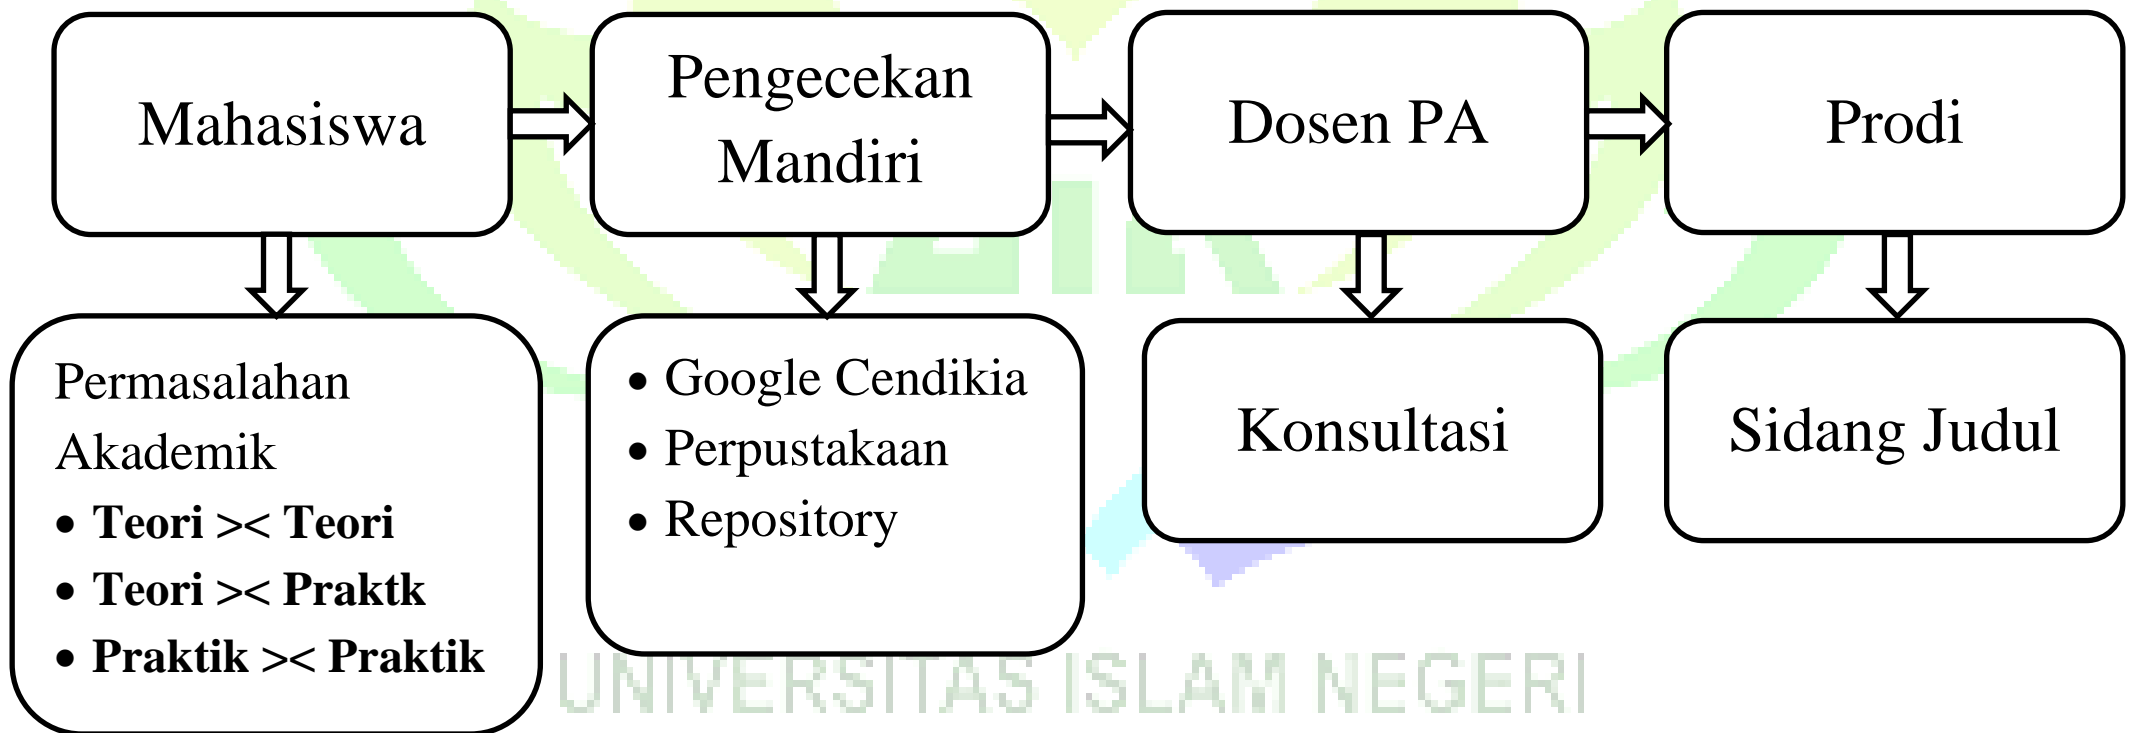 Mahasiswa
Pengecekan
Mandiri
Dosen PA
Prodi
Permasalahan
Akademik
• Teori >< Teori
• Teori >< Praktk
• Praktik >< Praktik
• Google Cendikia
• Perpustakaan
• Repository
Konsultasi
Sidang Judul
UNIVERSITAS ISLAM NEGERI